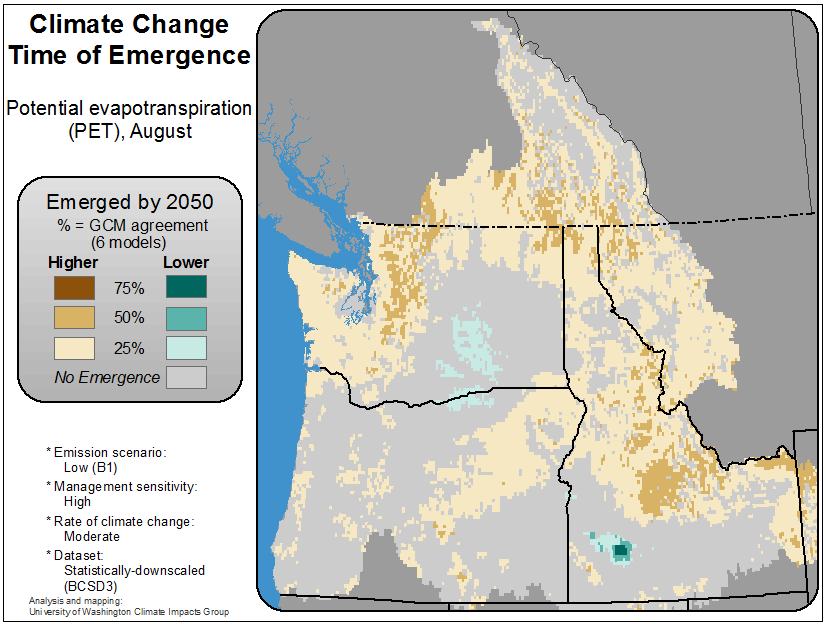 Climate Change
Time of Emergence
Potential evapotranspiration
(PET), August
Emerged by 2050
% = GCM agreement
(6 models)
Higher Lower
75%
50%
25%
No Emergence
* Emission scenario:
Low (B1)
* Management sensitivity:
High
* Rate of climate change:
Moderate
* Dataset:
Statistically-downscaled
(BCSD3)
Analysis and mapping:
University of Washington Climate Impacts Group